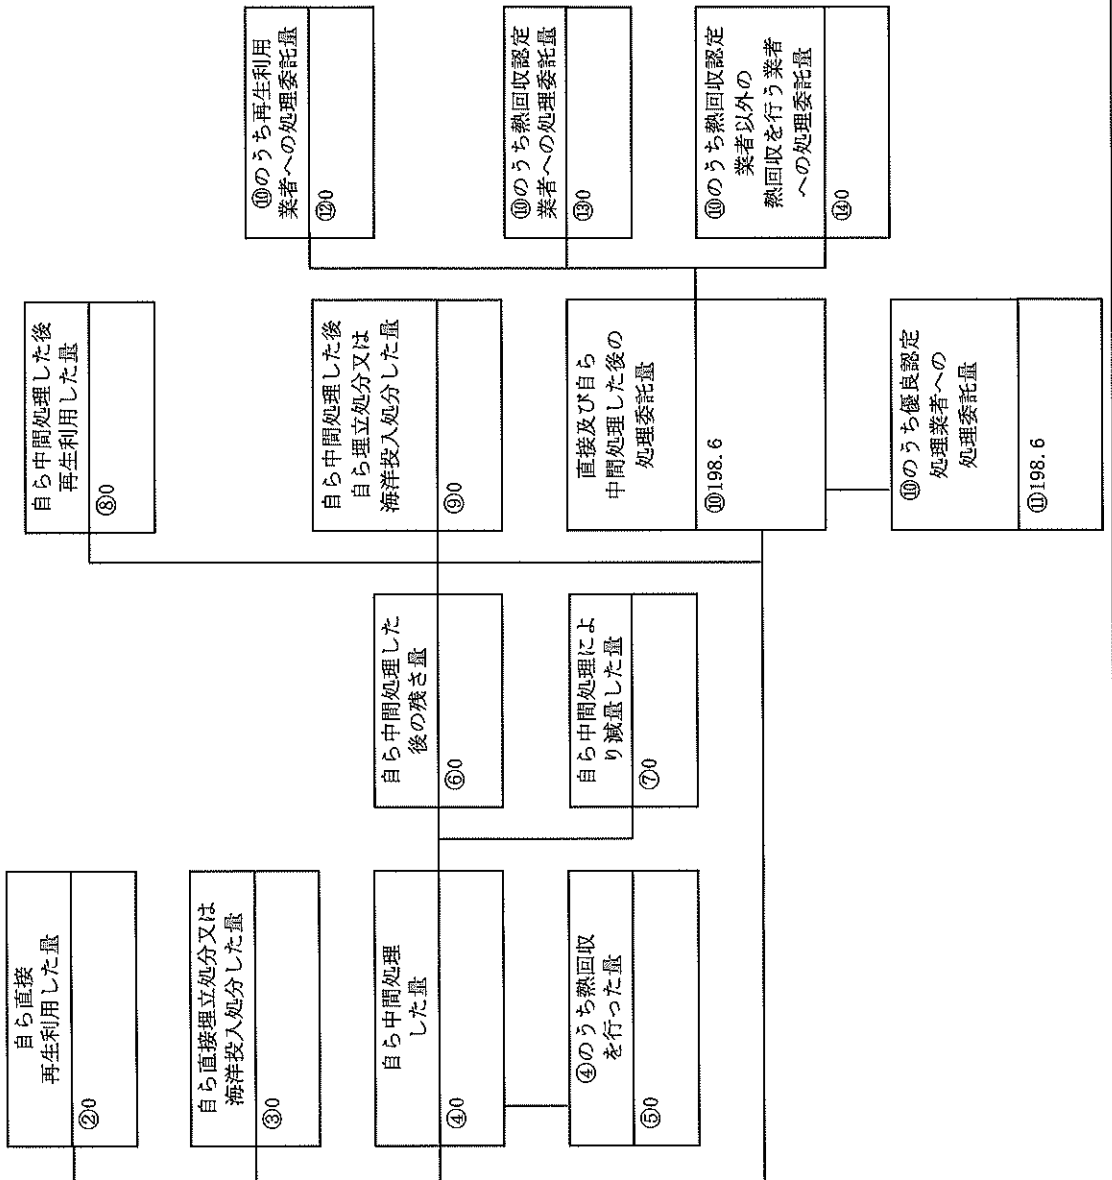 自ら直接
再生利用した量
②0
自ら直接埋立処分又は
海洋投入処分した量
③0
自ら中間処理
した量
④0
④のうち熱回収
を行った量
⑤0
自ら中間処理した
後の残さ量
⑥0
自ら中間処理によ
り減量した量
⑦0
自ら中間処理した後
再生利用した量
⑧0
自ら中間処理した後
自ら埋立処分又は
海洋投入処分した量
⑨0
直接及び自ら
中間処理した後の
処理委託量
⑩198.6
⑩のうち優良認定
処理業者への
処理委託量
⑪198.6
⑩のうち再生利用
業者への処理委託量
⑫0
⑩のうち熱回収認定
業者への処理委託量
⑬0
⑩のうち熱回収認定
業者以外の
熱回収を行う業者
への処理委託量
⑭0